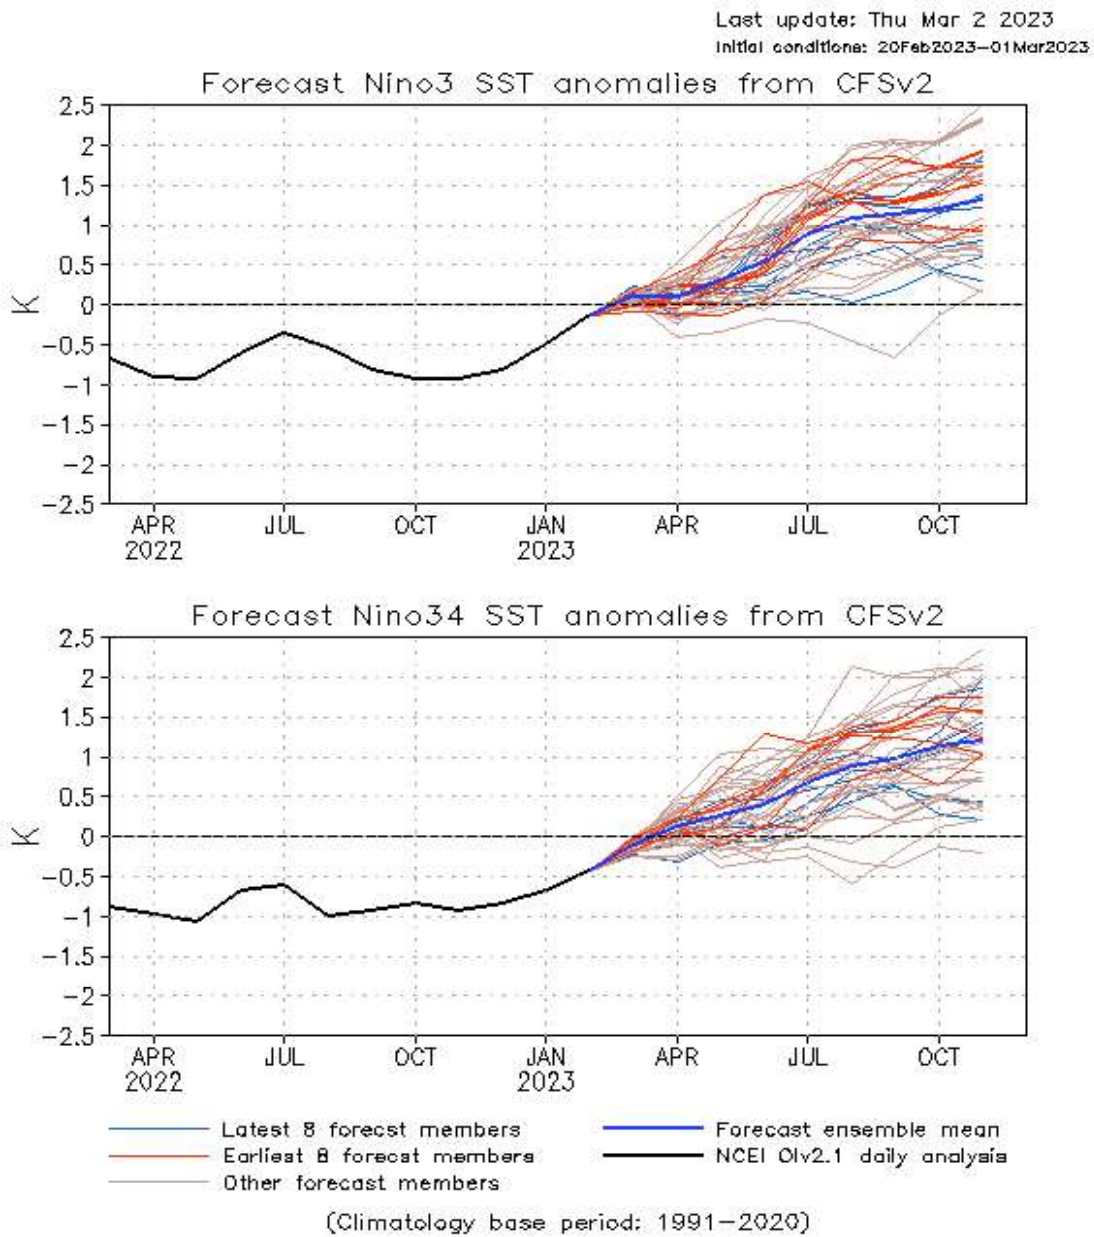 Last update: Thu Mar 2 2023
Initial conditions: 20Feb2023–01Mar2023
Forecast Nino3 SST anomalies from CFSv2
2.5
2
1.5
1
0.5
0
−0.5
−1
−1.5
−2
−2.5
K
APR JUL OCT JAN APR JUL OCT
2022 2023
Forecast Nino34 SST anomalies from CFSv2
2.5
2
1.5
1
0.5
0
−0.5
−1
−1.5
−2
−2.5
K
APR JUL OCT JAN APR JUL OCT
2022 2023
Latest 8 forecst members
Earliest 8 forecst members
Other forecast members
Forecast ensemble mean
NCEI OIv2.1 daily analysis
(Climatology base period: 1991–2020)